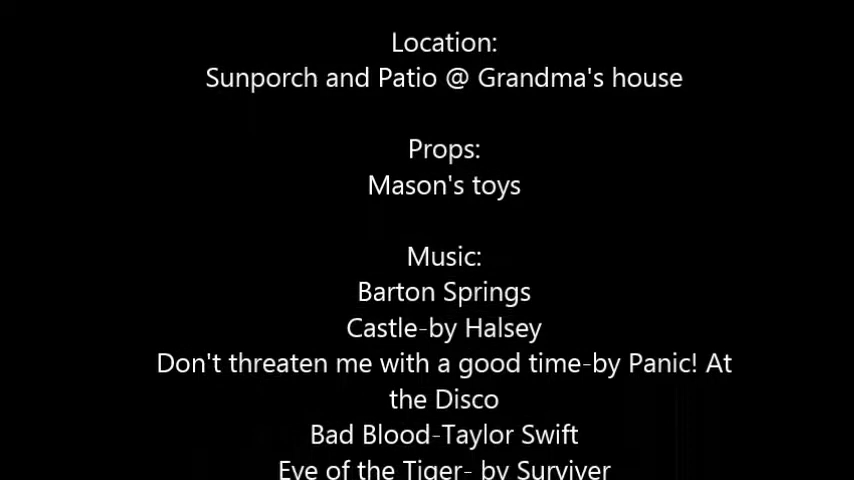 Location:
Sunporch and Patio @ Grandma's house
Props:
Mason's toys
Music:
Barton Springs
Castle-by Halsey
Don't threaten me with a good time-by Panic! At
the Disco
Bad Blood-Taylor Swift
Eye of the Tiger- by Surviver